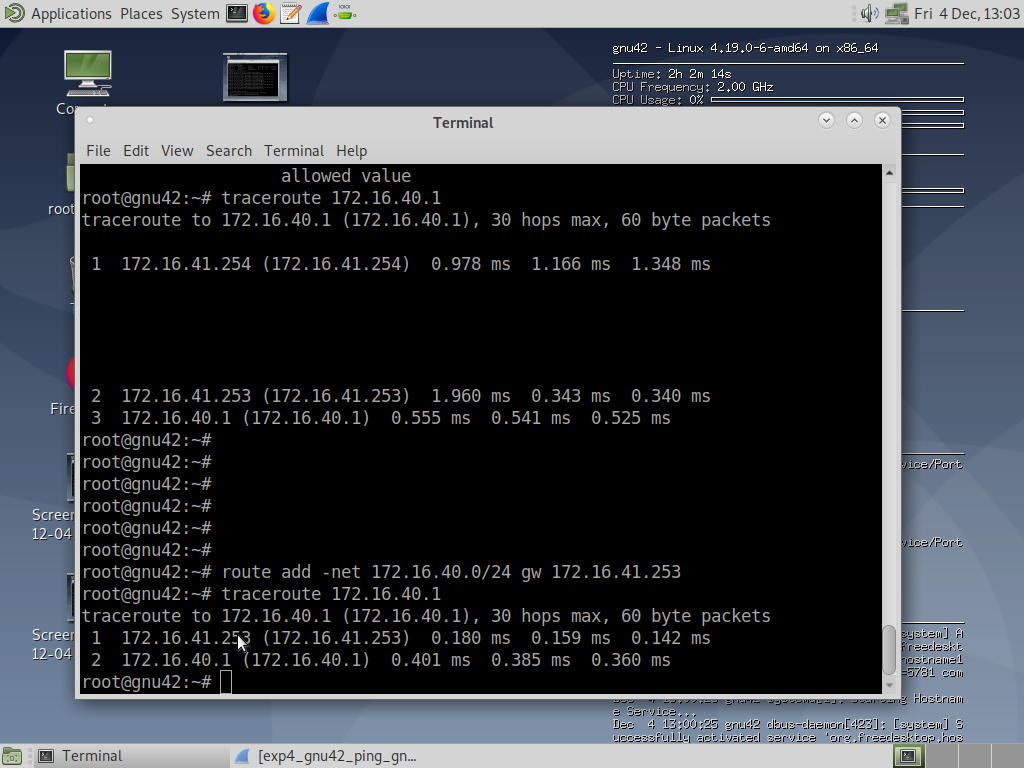 Applications Places System
Fri 4 Dec, 13:03
gnu42 - Linux 4.19.0-6-amd64 on x86_64
Uptime: 2h 2m 14s
CPU Frequency: 2.00 GHz
CPU Usage: 0%
Terminal
File Edit View Search Terminal Help
allowed value
root@gnu42:~# traceroute 172.16.40.1
traceroute to 172.16.40.1 (172.16.40.1), 30 hops max, 60 byte packets
1 172.16.41.254 (172.16.41.254) 0.978 ms 1.166 ms 1.348 ms
2 172.16.41.253 (172.16.41.253) 1.960 ms 0.343 ms 0.340 ms
3 172.16.40.1 (172.16.40.1) 0.555 ms 0.541 ms 0.525 ms
root@gnu42:~#
root@gnu42:~#
root@gnu42:~#
root@gnu42:~#
root@gnu42:~#
root@gnu42:~#
root@gnu42:~# route add -net 172.16.40.0/24 gw 172.16.41.253
root@gnu42:~# traceroute 172.16.40.1
traceroute to 172.16.40.1 (172.16.40.1), 30 hops max, 60 byte packets
1 172.16.41.253 (172.16.41.253) 0.180 ms 0.159 ms 0.142 ms
2 172.16.40.1 (172.16.40.1) 0.401 ms 0.385 ms 0.360 ms
root@gnu42:~#
Co
root
Fire
Screen
12-04
Screen
12-04
vice/Port
vice/Port
system] A
freedeskt
hostname1
=5781 com
e Service...
Dec 4 13:00:25 gnu42 dbus-daemon[423]: [system] S
uccessfully activated service 'org.freedesktop.hos
Terminal
[exp4_gnu42_ping_gn...